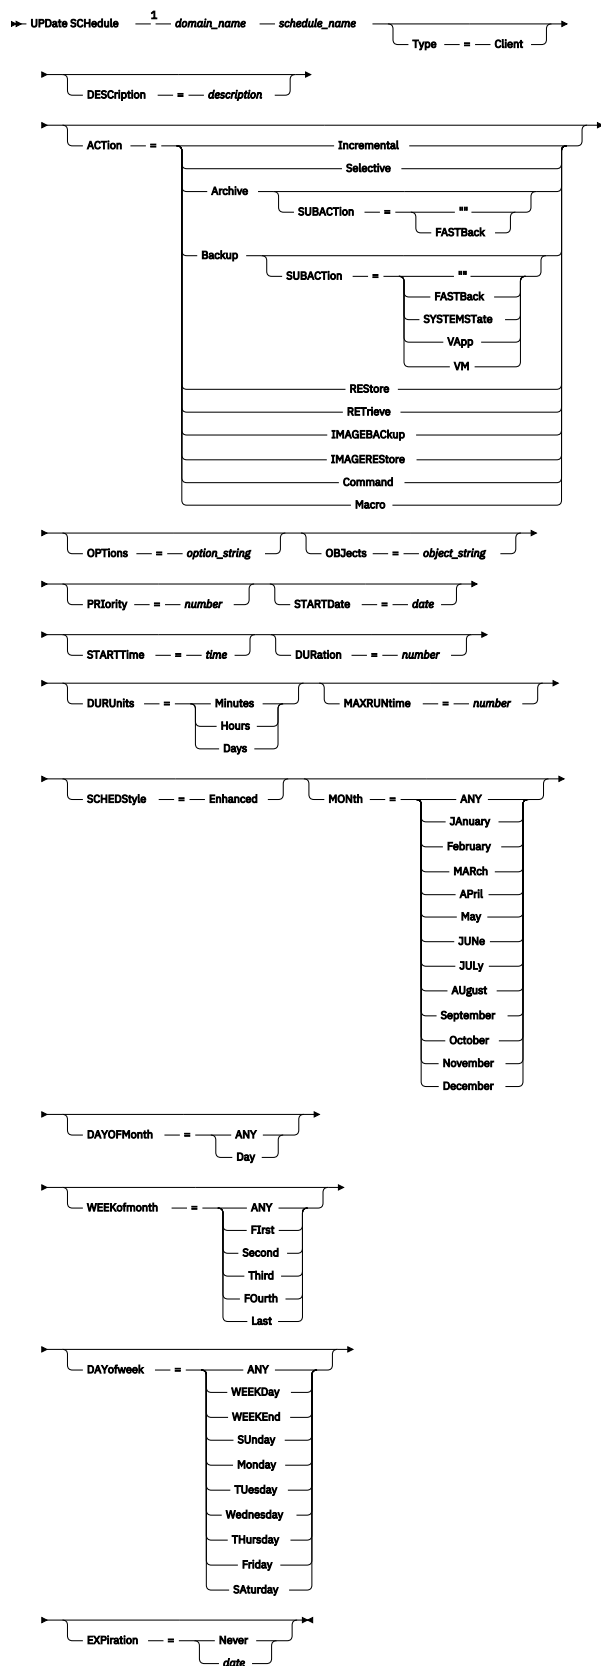 UPDate SCHedule 1 domain_name schedule_name
Type = Client
DESCription = description
ACTion = Incremental
Selective
Archive
SUBACTion = ""
FASTBack
Backup
SUBACTion = ""
FASTBack
SYSTEMSTate
VApp
VM
REStore
RETrieve
IMAGEBACkup
IMAGEREStore
Command
Macro
OPTions = option_string OBJects = object_string
PRIority = number STARTDate = date
STARTTime = time DURation = number
DURUnits = Minutes MAXRUNtime = number
Hours
Days
SCHEDStyle = Enhanced MONth = ANY
JAnuary
February
MARch
APril
May
JUNe
JULy
AUgust
September
October
November
December
DAYOFMonth = ANY
Day
WEEKofmonth = ANY
FIrst
Second
Third
FOurth
Last
DAYofweek = ANY
WEEKDay
WEEKEnd
SUnday
Monday
TUesday
Wednesday
THursday
Friday
SAturday
EXPiration = Never
date